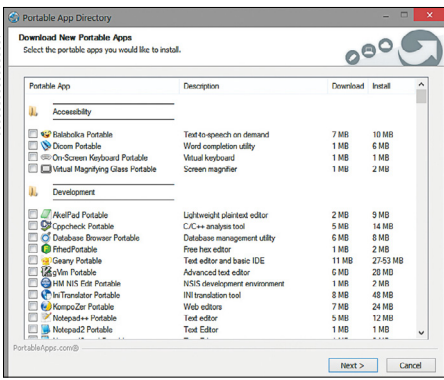 Portable App Directory
Download New Portable Apps
Select the portable apps you would like to install.
Portable App Description Download Install
Accessibility
Balabolka Portable Text-to-speech on demand 7 MB 10 MB
Dicom Portable Word completion utility 1 MB 6 MB
On-Screen Keyboard Portable Virtual keyboard 1 MB 1 MB
Virtual Magnifying Glass Portable Screen magnifier 1 MB 2 MB
Development
AkelPad Portable Lightweight plaintext editor 2 MB 9 MB
Cppcheck Portable C/C++ analysis tool 5 MB 14 MB
Database Browser Portable Database management utility 6 MB 8 MB
FrhedPortable Free hex editor 1 MB 2 MB
Geany Portable Text editor and basic IDE 11 MB 27-53 MB
gVim Portable Advanced text editor 6 MB 28 MB
HM NIS Edit Portable NSIS development environment 1 MB 2 MB
IniTranslator Portable INI translation tool 8 MB 48 MB
KompoZer Portable Web editors 7 MB 24 MB
Notepad++ Portable Text editor 5 MB 12 MB
Notepad2 Portable Text Editor 1 MB 1 MB
PortableApps.com®
Next > Cancel